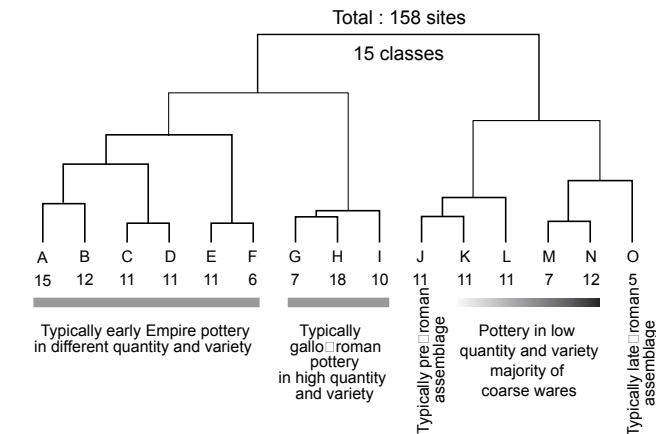 Total : 158 sites
15 classes
A B C D E F G H I J K L M N O
15 12 11 11 11 6 7 18 10 11 11 11 7 12 5
Typically early Empire pottery
in different quantity and variety
Typically
gallo□roman
pottery
in high quantity
and variety
Typically pre□roman
assemblage
Pottery in low
quantity and variety
majority of
coarse wares
Typically late□roman
assemblage